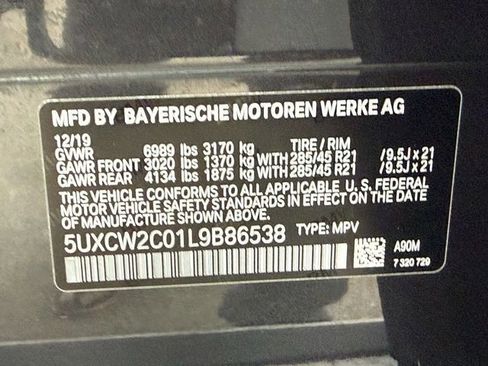 MFD BY BAYERISCHE MOTOREN WERKE AG
12/19 TIRE / RIM
GVWR 6989 lbs 3170 kg
GAWR FRONT 3020 lbs 1370 kg WITH 285/45 R21 /9.5J x 21
GAWR REAR 4134 lbs 1875 kg WITH 285/45 R21 /9.5J x 21
THIS VEHICLE CONFORMS TO ALL APPLICABLE U. S. FEDERAL
MOTOR VEHICLE SAFETY STANDARDS IN EFFECT ON THE DATE
OF MANUFACTURE SHOWN ABOVE.
5UXCW2C01L9B86538 TYPE: MPV
A90M
7 320 729